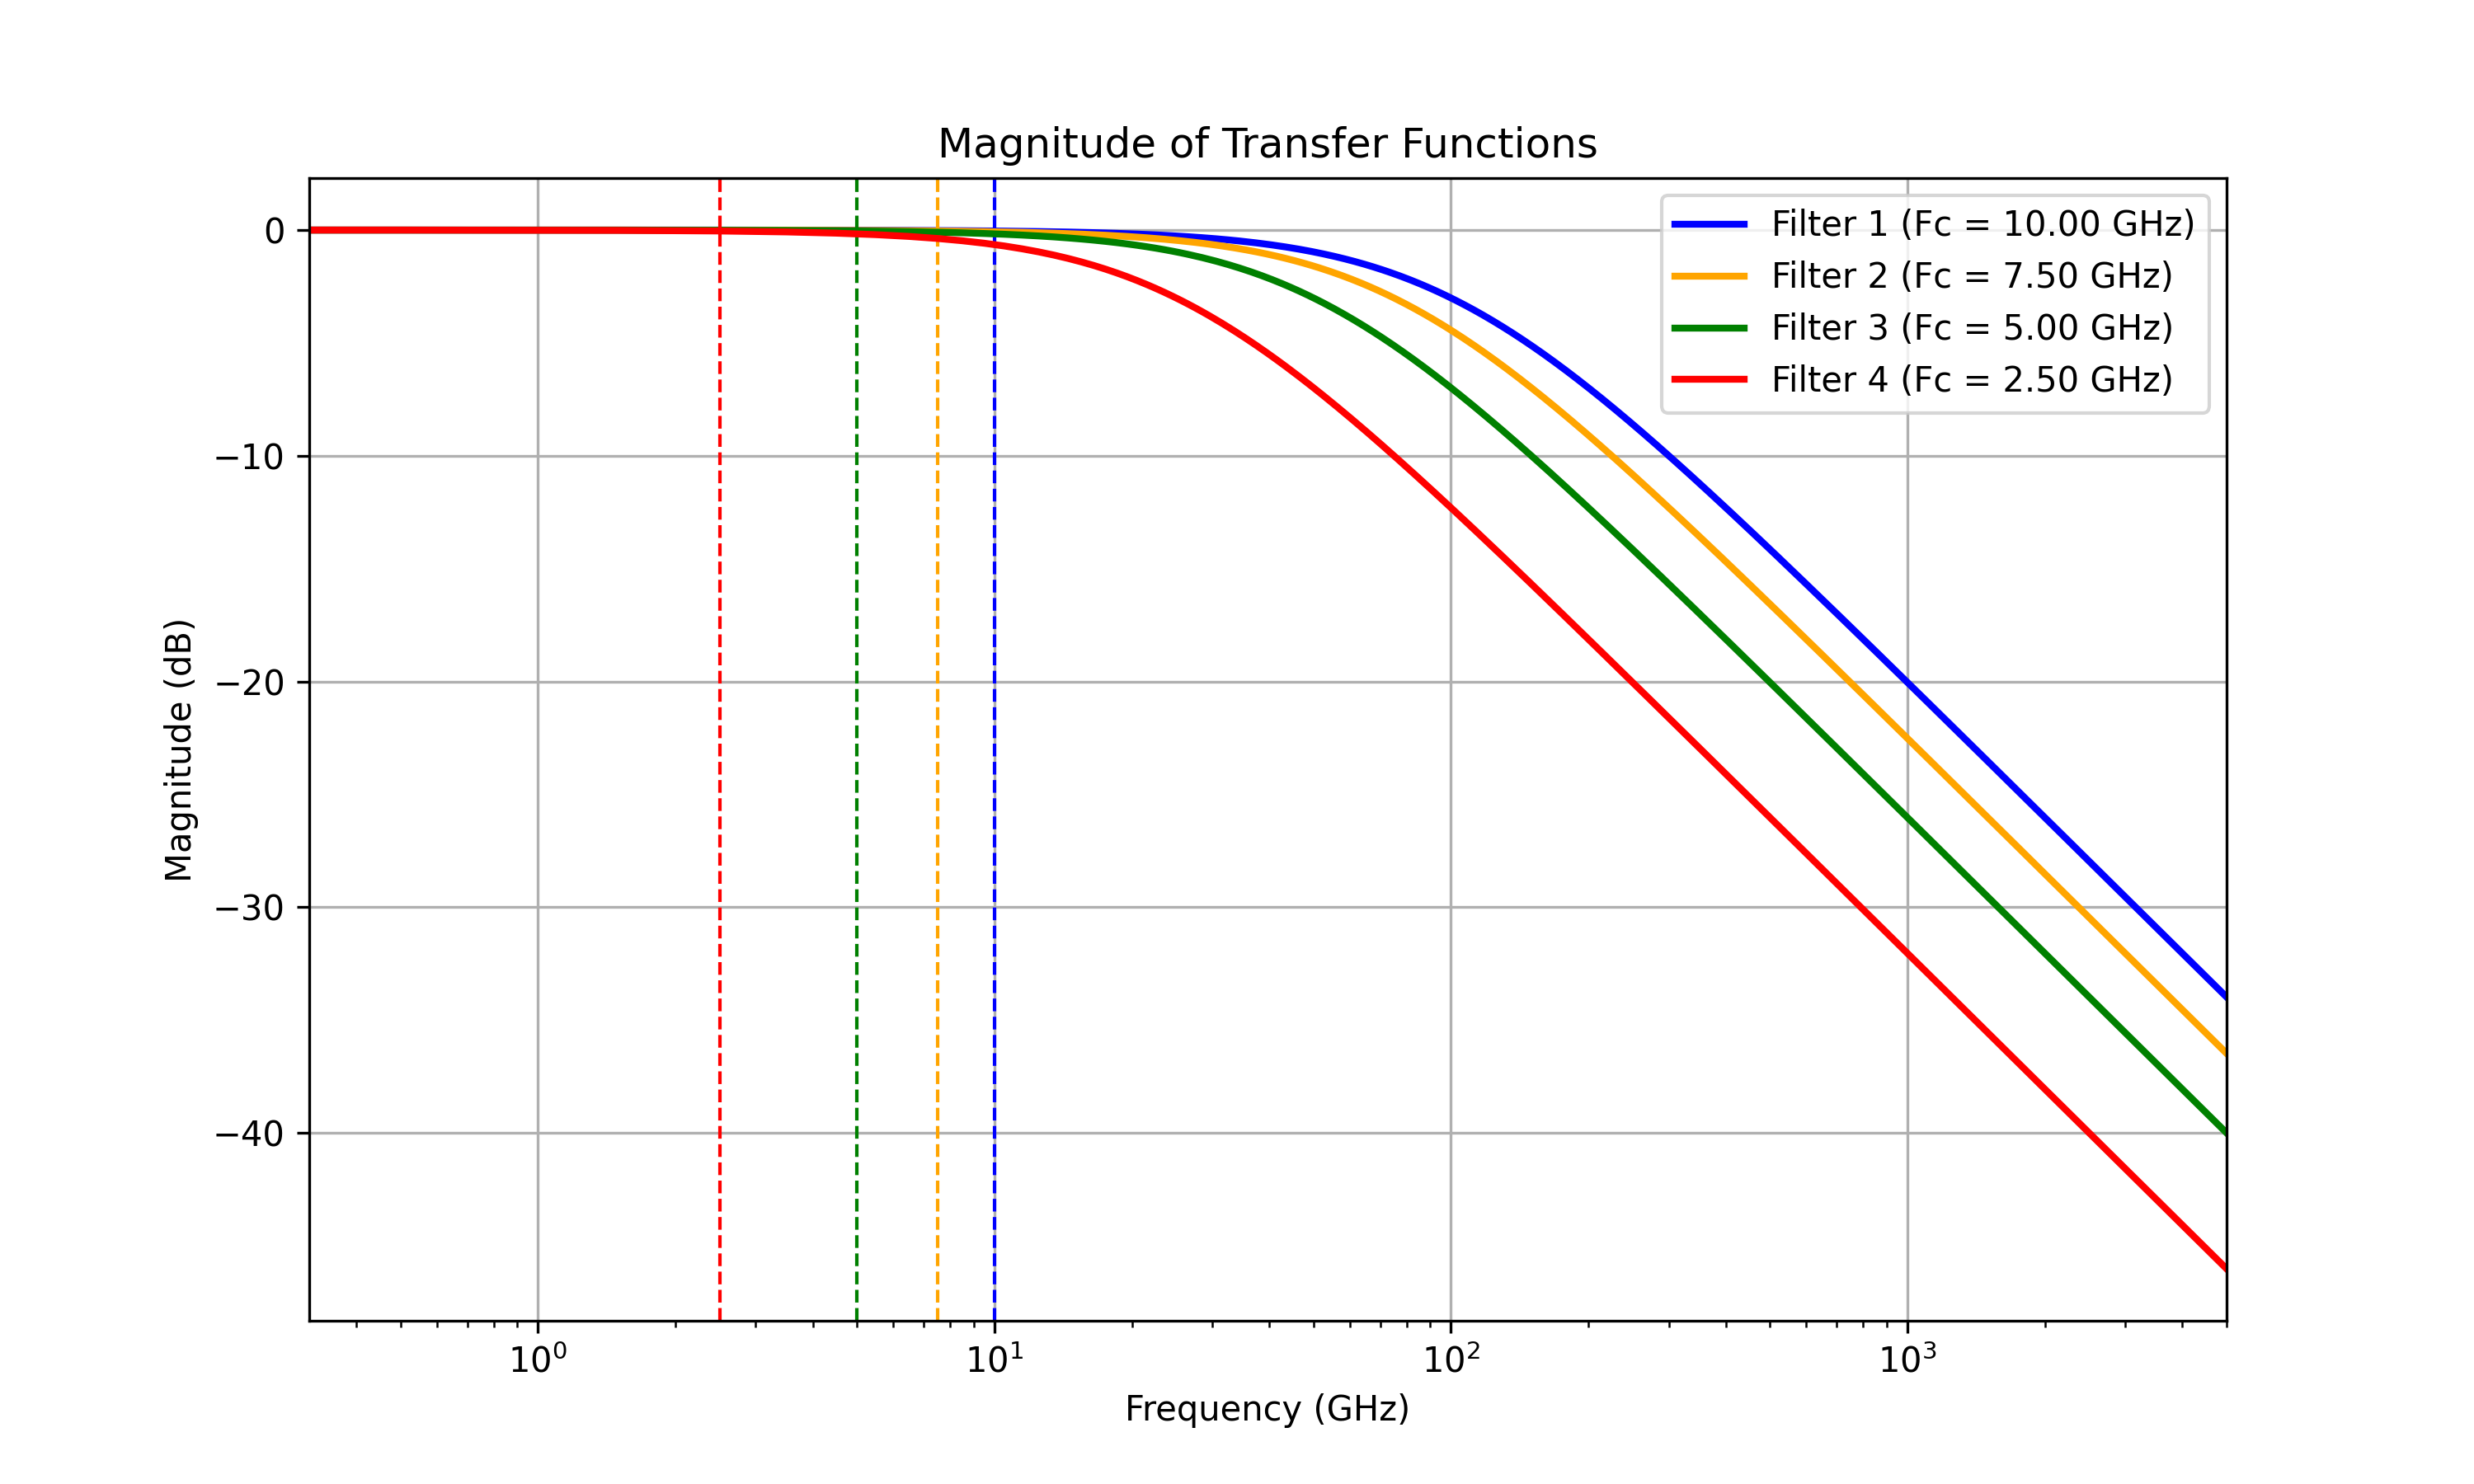 Magnitude of Transfer Functions
Filter 1 (Fc = 10.00 GHz)
Filter 2 (Fc = 7.50 GHz)
Filter 3 (Fc = 5.00 GHz)
Filter 4 (Fc = 2.50 GHz)
Magnitude (dB)
0
−10
−20
−30
−40
10⁰ 10¹ 10² 10³
Frequency (GHz)